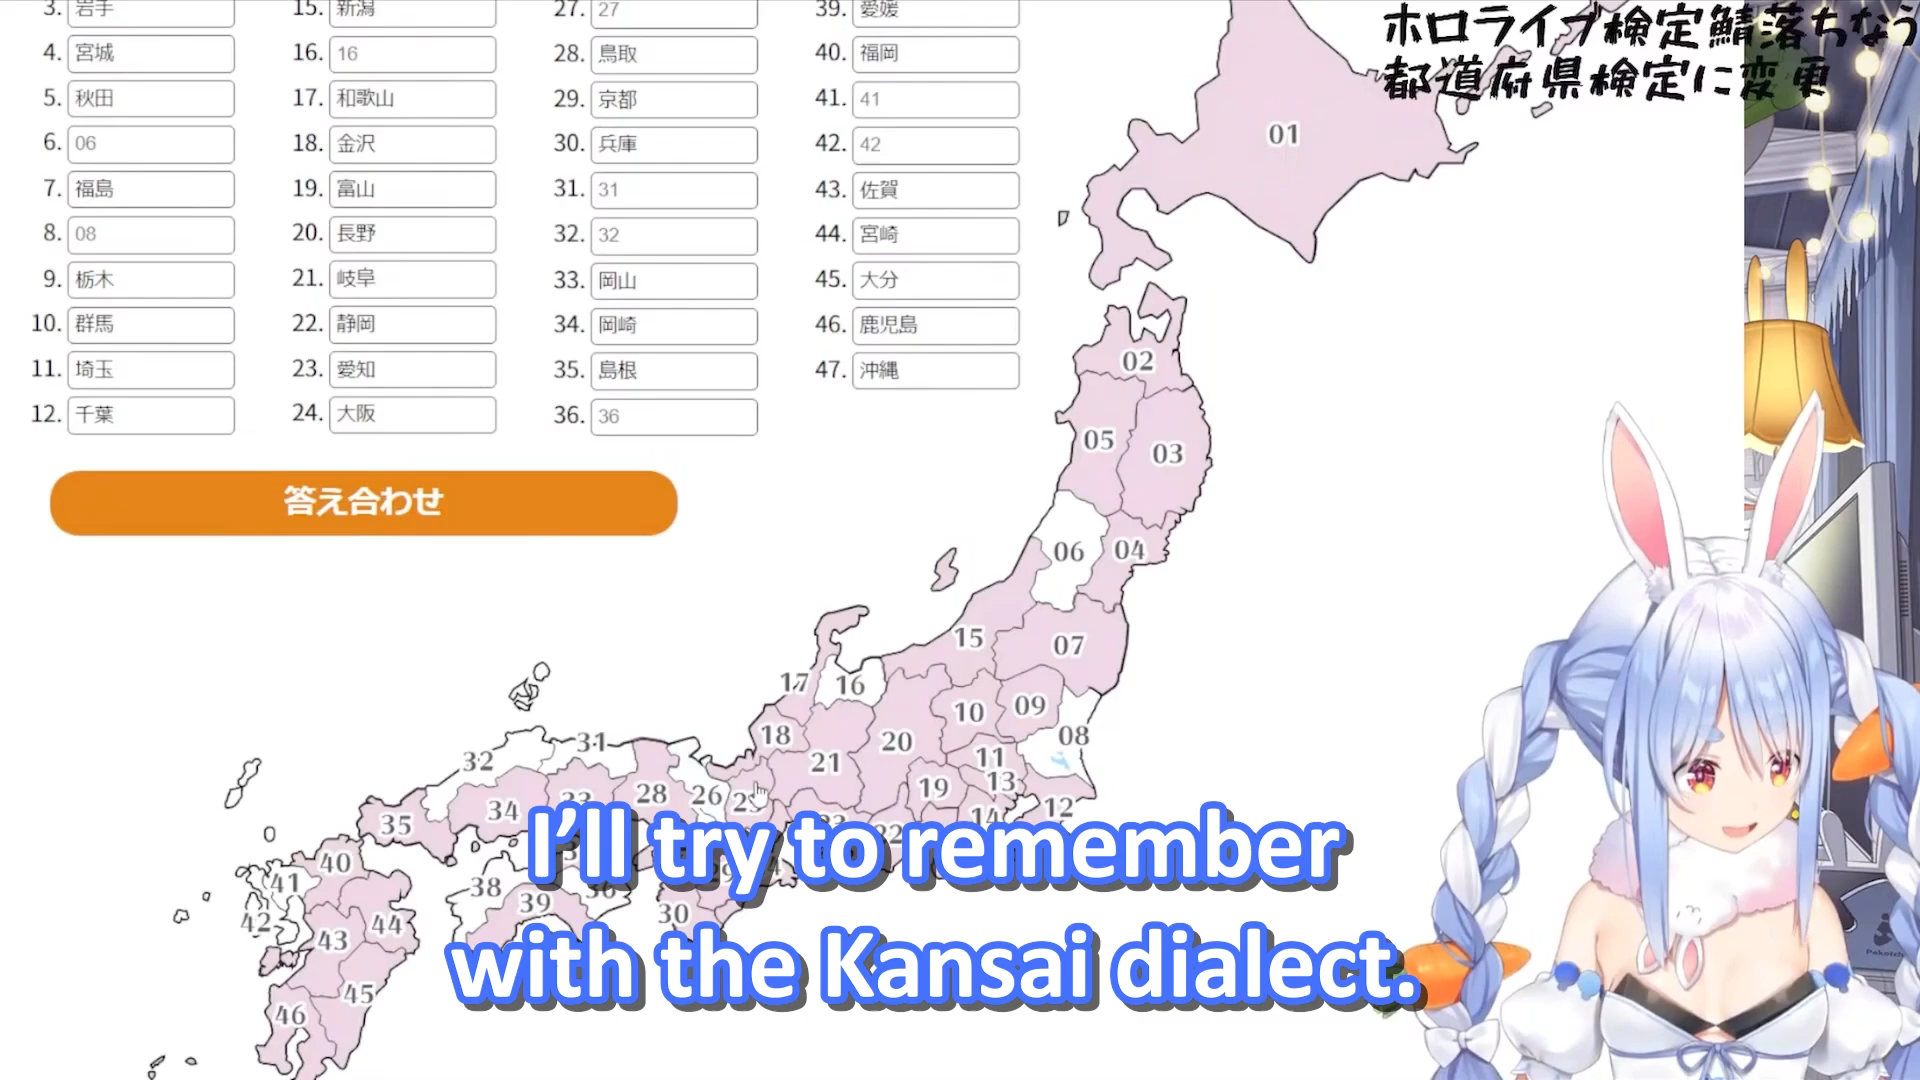 3. 岩手
4. 宮城
5. 秋田
6. 06
7. 福島
8. 08
9. 栃木
10. 群馬
11. 埼玉
12. 千葉
15. 新潟
16. 16
17. 和歌山
18. 金沢
19. 富山
20. 長野
21. 岐阜
22. 静岡
23. 愛知
24. 大阪
27. 27
28. 鳥取
29. 京都
30. 兵庫
31. 31
32. 32
33. 岡山
34. 岡崎
35. 島根
36. 36
39. 愛媛
40. 福岡
41. 41
42. 42
43. 佐賀
44. 宮崎
45. 大分
46. 鹿児島
47. 沖縄
答え合わせ
ホロライブ検定鯖落ちなう
都道府県検定に変更
01
02
05
03
06
04
15
07
17
16
10
09
08
18
20
11
21
13
19
12
14
31
32
28
26
34
33
35
40
41
38
36
39
42
30
44
43
45
46
I'll try to remember
with the Kansai dialect.